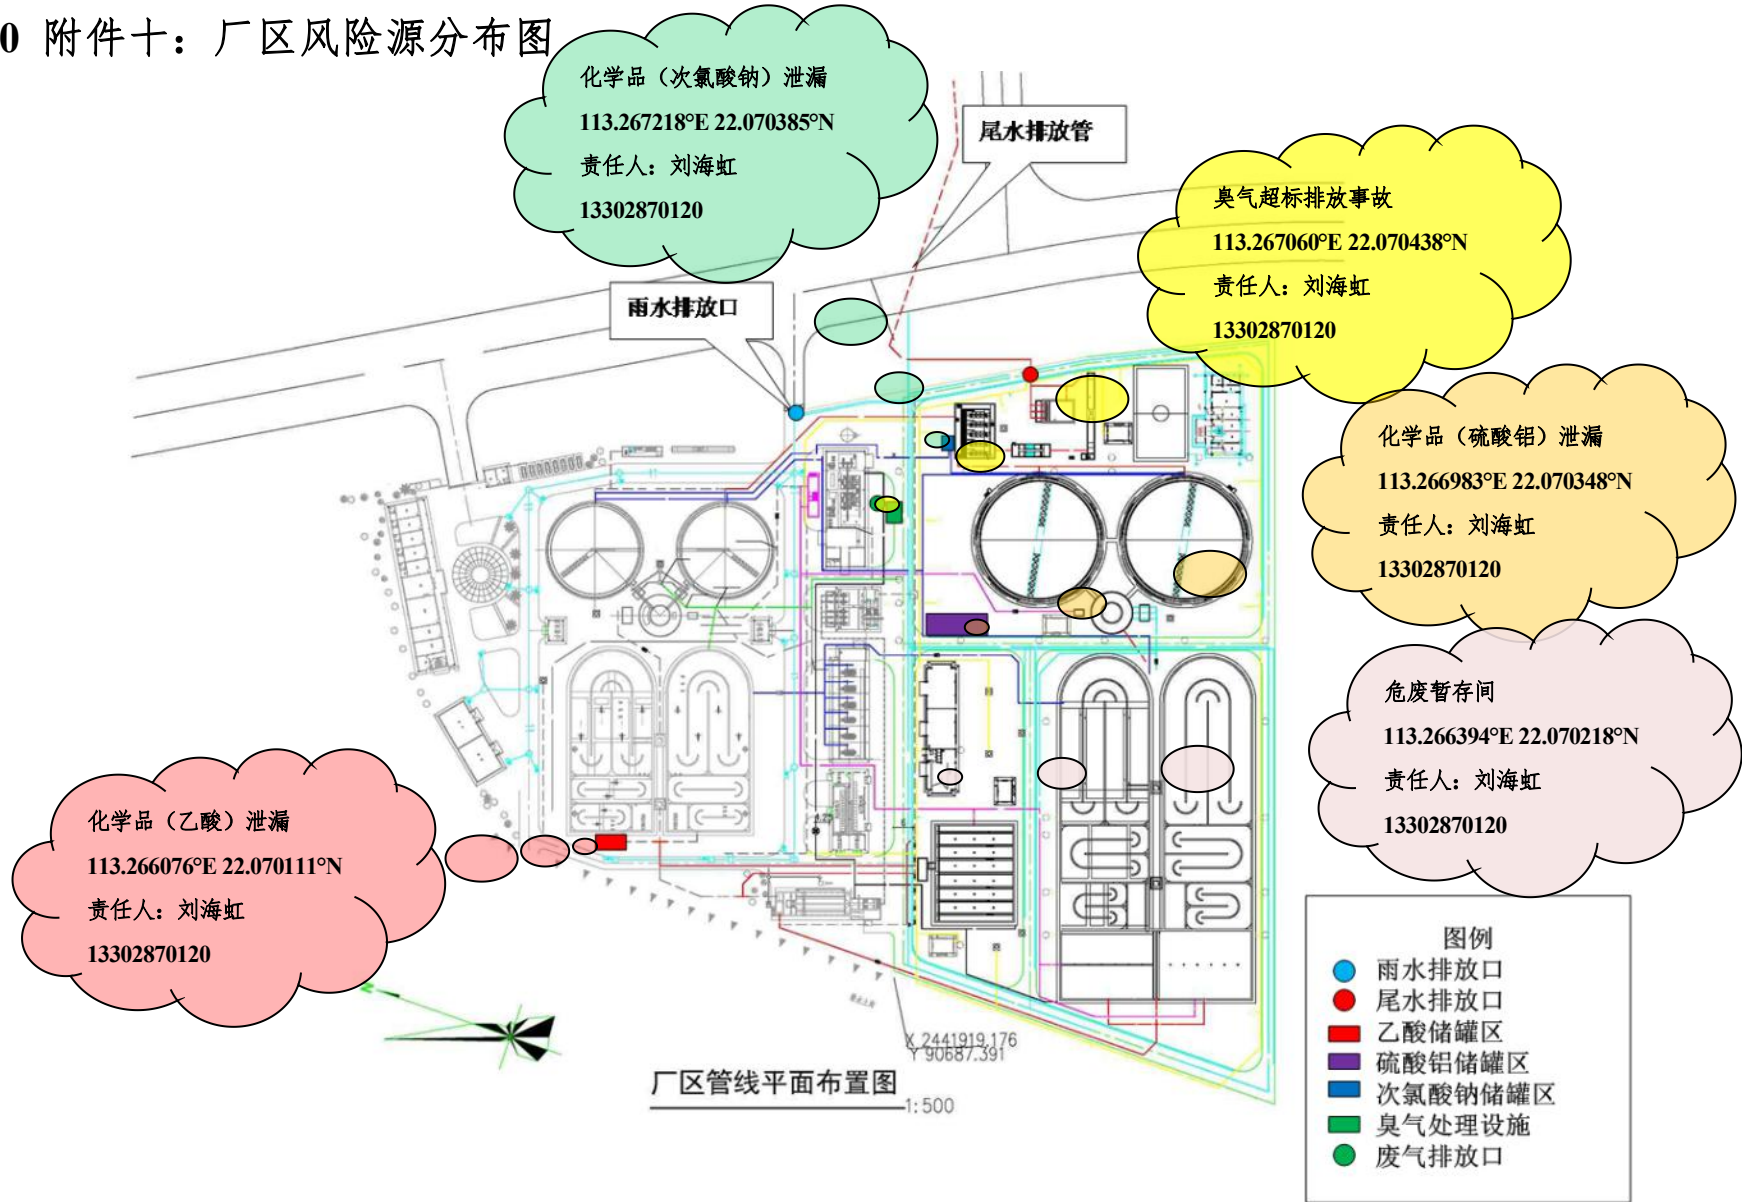 0 附件十：厂区风险源分布图
化学品（次氯酸钠）泄漏
113.267218°E 22.070385°N
责任人：刘海虹
13302870120
尾水排放管
臭气超标排放事故
113.267060°E 22.070438°N
责任人：刘海虹
13302870120
雨水排放口
化学品（硫酸铝）泄漏
113.266983°E 22.070348°N
责任人：刘海虹
13302870120
危废暂存间
113.266394°E 22.070218°N
责任人：刘海虹
13302870120
化学品（乙酸）泄漏
113.266076°E 22.070111°N
责任人：刘海虹
13302870120
X 2441919.176
Y 90687.391
厂区管线平面布置图
1:500
图例
雨水排放口
尾水排放口
乙酸储罐区
硫酸铝储罐区
次氯酸钠储罐区
臭气处理设施
废气排放口